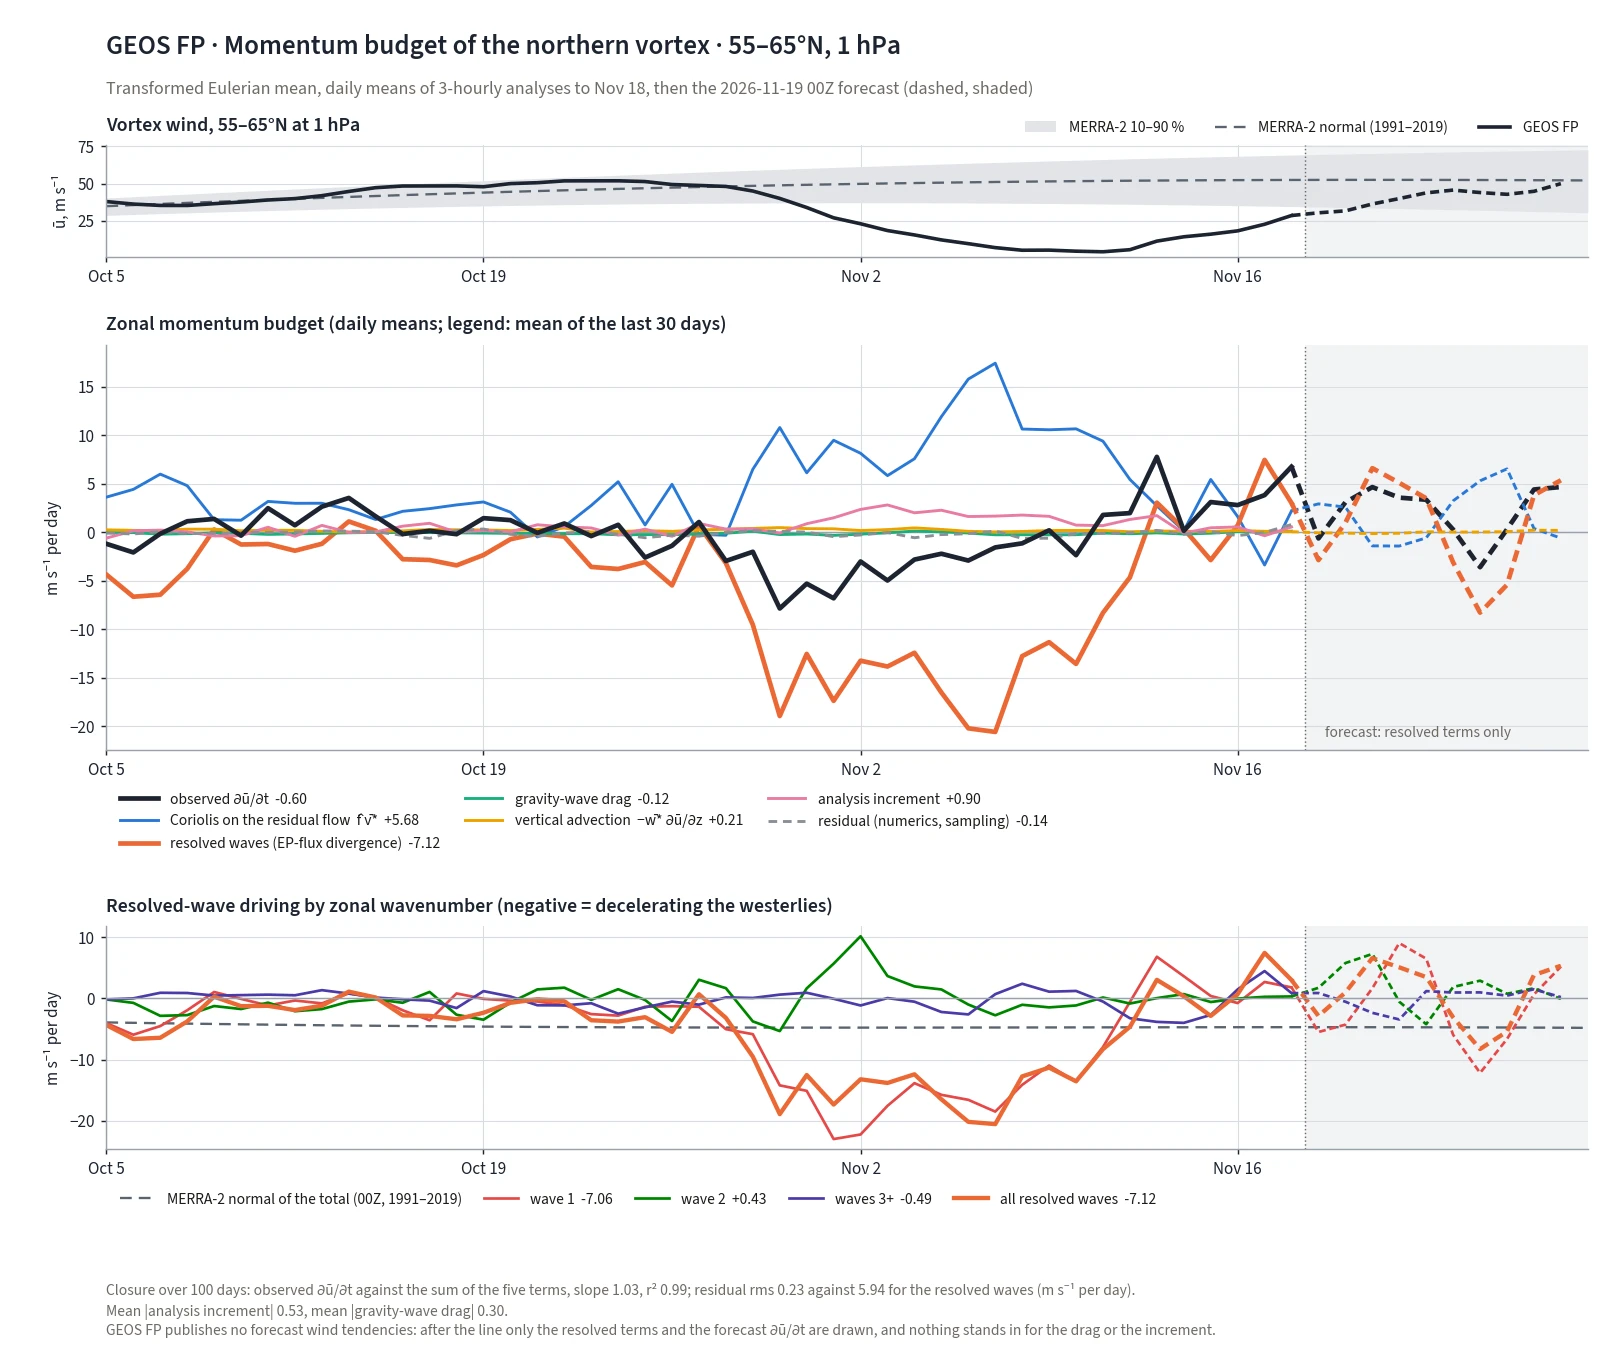 GEOS FP · Momentum budget of the northern vortex · 55–65°N, 1 hPa
Transformed Eulerian mean, daily means of 3-hourly analyses to Nov 18, then the 2026-11-19 00Z forecast (dashed, shaded)
Vortex wind, 55–65°N at 1 hPa
MERRA-2 10–90 %
MERRA-2 normal (1991–2019)
GEOS FP
ū, m s⁻¹
75
50
25
Oct 5
Oct 19
Nov 2
Nov 16
Zonal momentum budget (daily means; legend: mean of the last 30 days)
m s⁻¹ per day
15
10
5
0
−5
−10
−15
−20
forecast: resolved terms only
Oct 5
Oct 19
Nov 2
Nov 16
observed ∂ū/∂t -0.60
gravity-wave drag -0.12
analysis increment +0.90
Coriolis on the residual flow f v̄* +5.68
vertical advection −w̄* ∂ū/∂z +0.21
residual (numerics, sampling) -0.14
resolved waves (EP-flux divergence) -7.12
Resolved-wave driving by zonal wavenumber (negative = decelerating the westerlies)
m s⁻¹ per day
10
0
−10
−20
Oct 5
Oct 19
Nov 2
Nov 16
MERRA-2 normal of the total (00Z, 1991–2019)
wave 1 -7.06
wave 2 +0.43
waves 3+ -0.49
all resolved waves -7.12
Closure over 100 days: observed ∂ū/∂t against the sum of the five terms, slope 1.03, r² 0.99; residual rms 0.23 against 5.94 for the resolved waves (m s⁻¹ per day).
Mean |analysis increment| 0.53, mean |gravity-wave drag| 0.30.
GEOS FP publishes no forecast wind tendencies: after the line only the resolved terms and the forecast ∂ū/∂t are drawn, and nothing stands in for the drag or the increment.